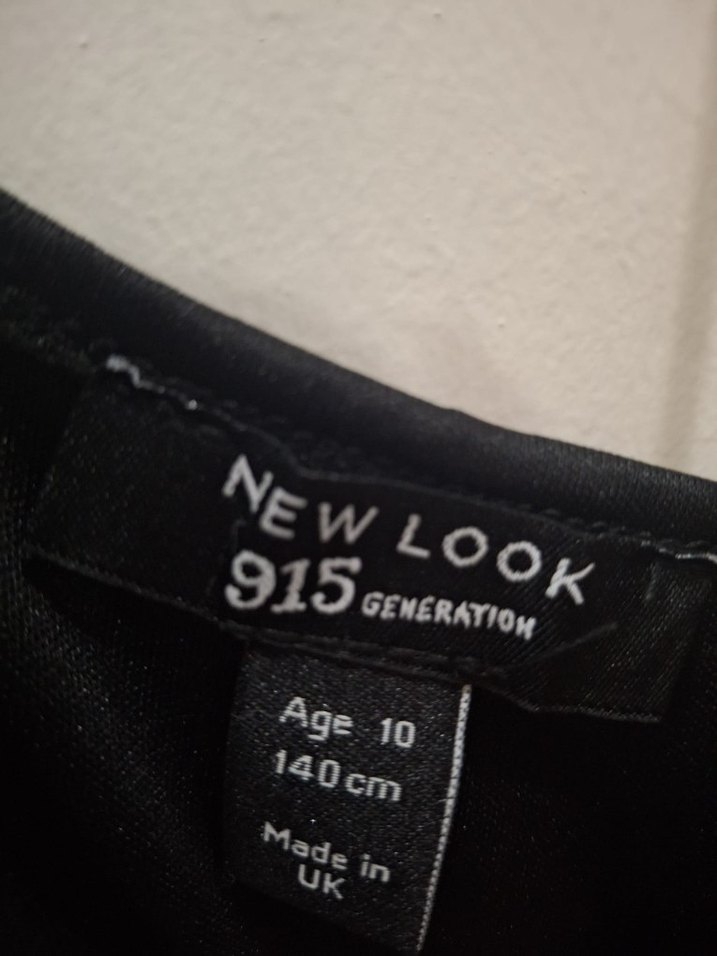 NEW LOOK
915 GENERATION
Age 10
140cm
Made in
UK